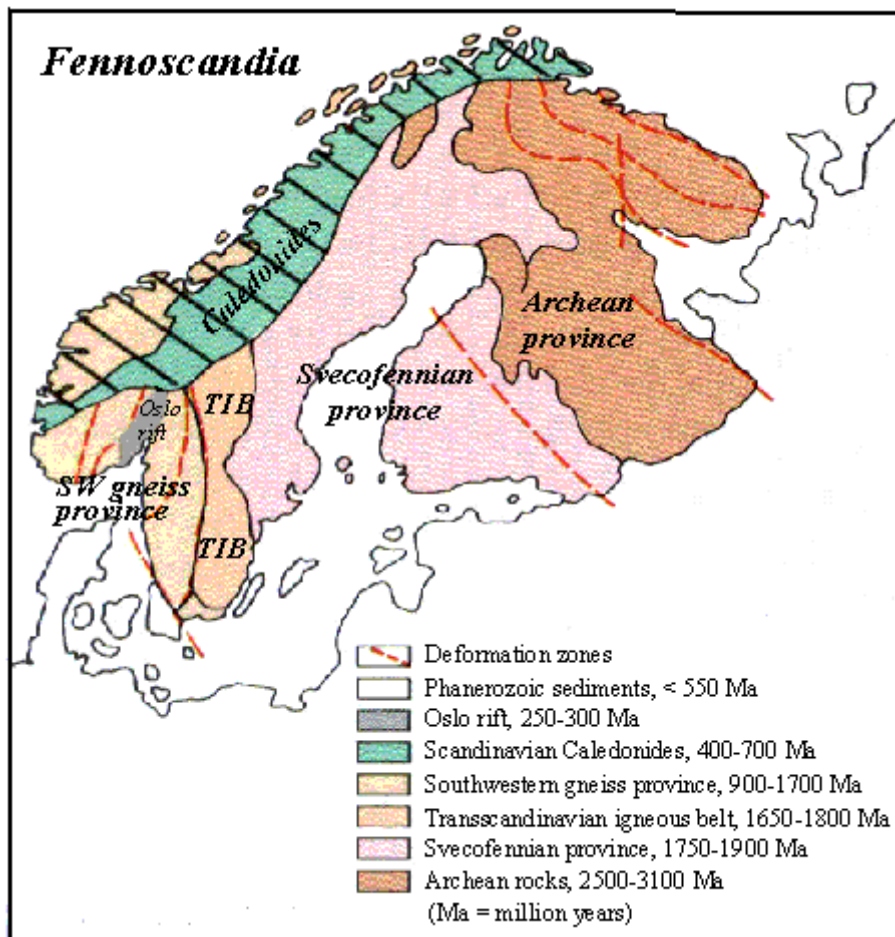 Fennoscandia
Caledonides
Archean
province
Svecofennian
province
TIB
Oslo
rift
SW gneiss
province
TIB
Deformation zones
Phanerozoic sediments, < 550 Ma
Oslo rift, 250-300 Ma
Scandinavian Caledonides, 400-700 Ma
Southwestern gneiss province, 900-1700 Ma
Transscandinavian igneous belt, 1650-1800 Ma
Svecofennian province, 1750-1900 Ma
Archean rocks, 2500-3100 Ma
(Ma = million years)